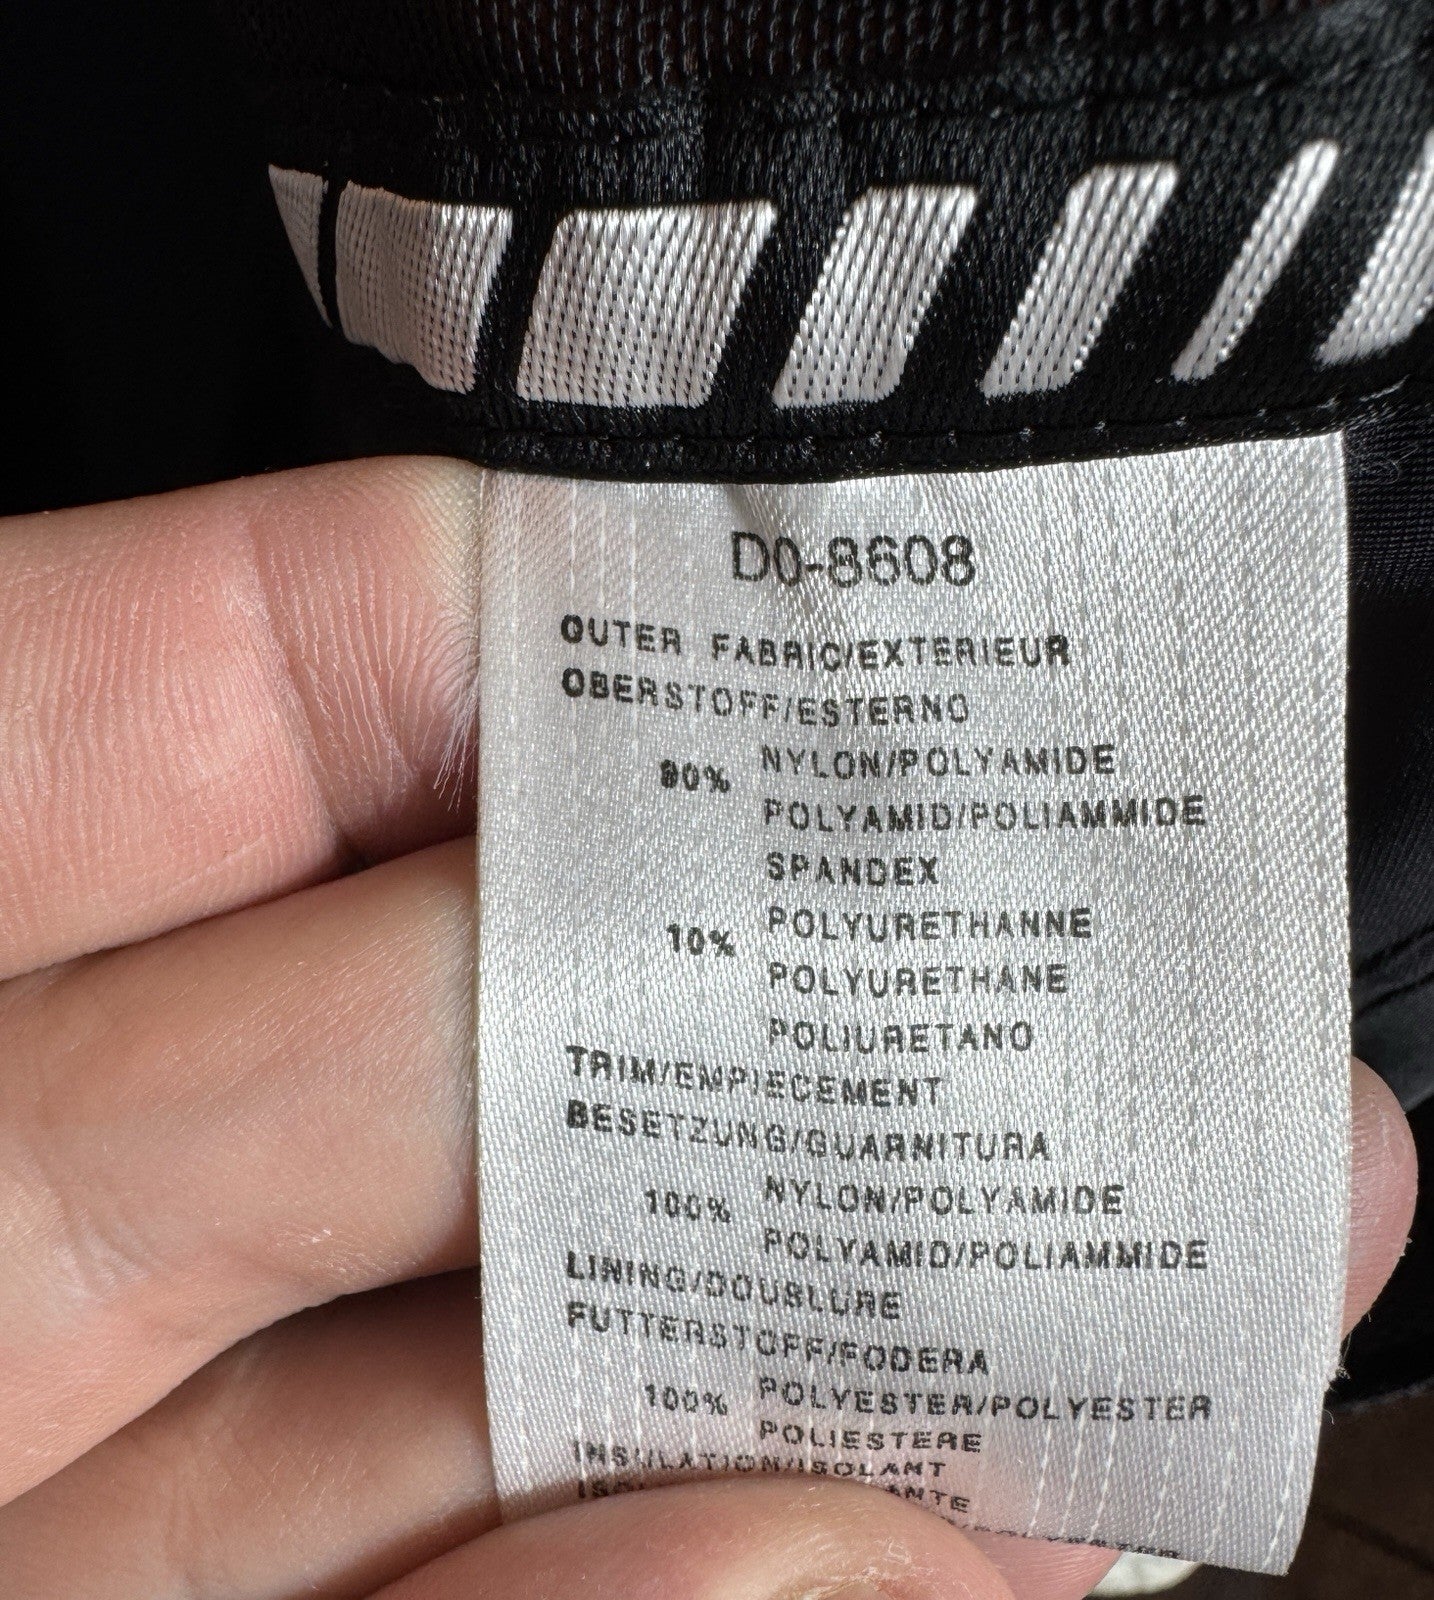 D0-8608
OUTER FABRIC/EXTERIEUR
OBERSTOFF/ESTERNO
90% NYLON/POLYAMIDE
POLYAMID/POLIAMMIDE
SPANDEX
10% POLYURETHANNE
POLYURETHANE
POLIURETANO
TRIM/EMPIECEMENT
BESETZUNG/GUARNITURA
100% NYLON/POLYAMIDE
POLYAMID/POLIAMMIDE
LINING/DOUBLURE
FUTTERSTOFF/FODERA
100% POLYESTER/POLYESTER
POLIESTERE
INSULATION/ISOLANT